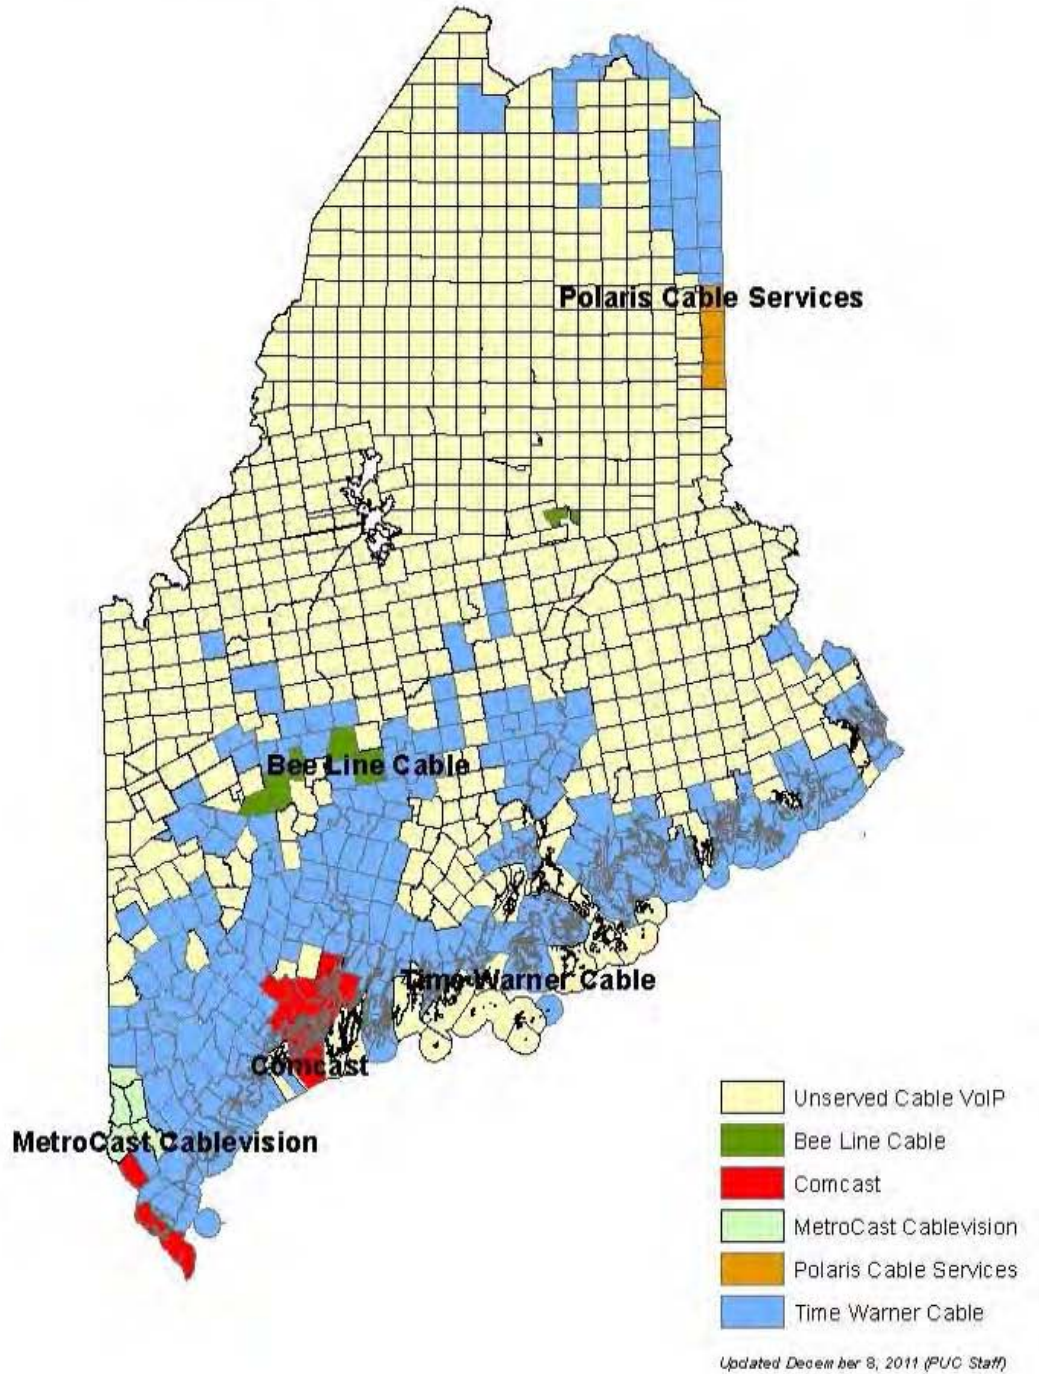 Polaris Cable Services
Bee Line Cable
Time Warner Cable
Comcast
MetroCast Cablevision
Unserved Cable VoIP
Bee Line Cable
Comcast
MetroCast Cablevision
Polaris Cable Services
Time Warner Cable
Updated December 8, 2011 (PUC Staff)